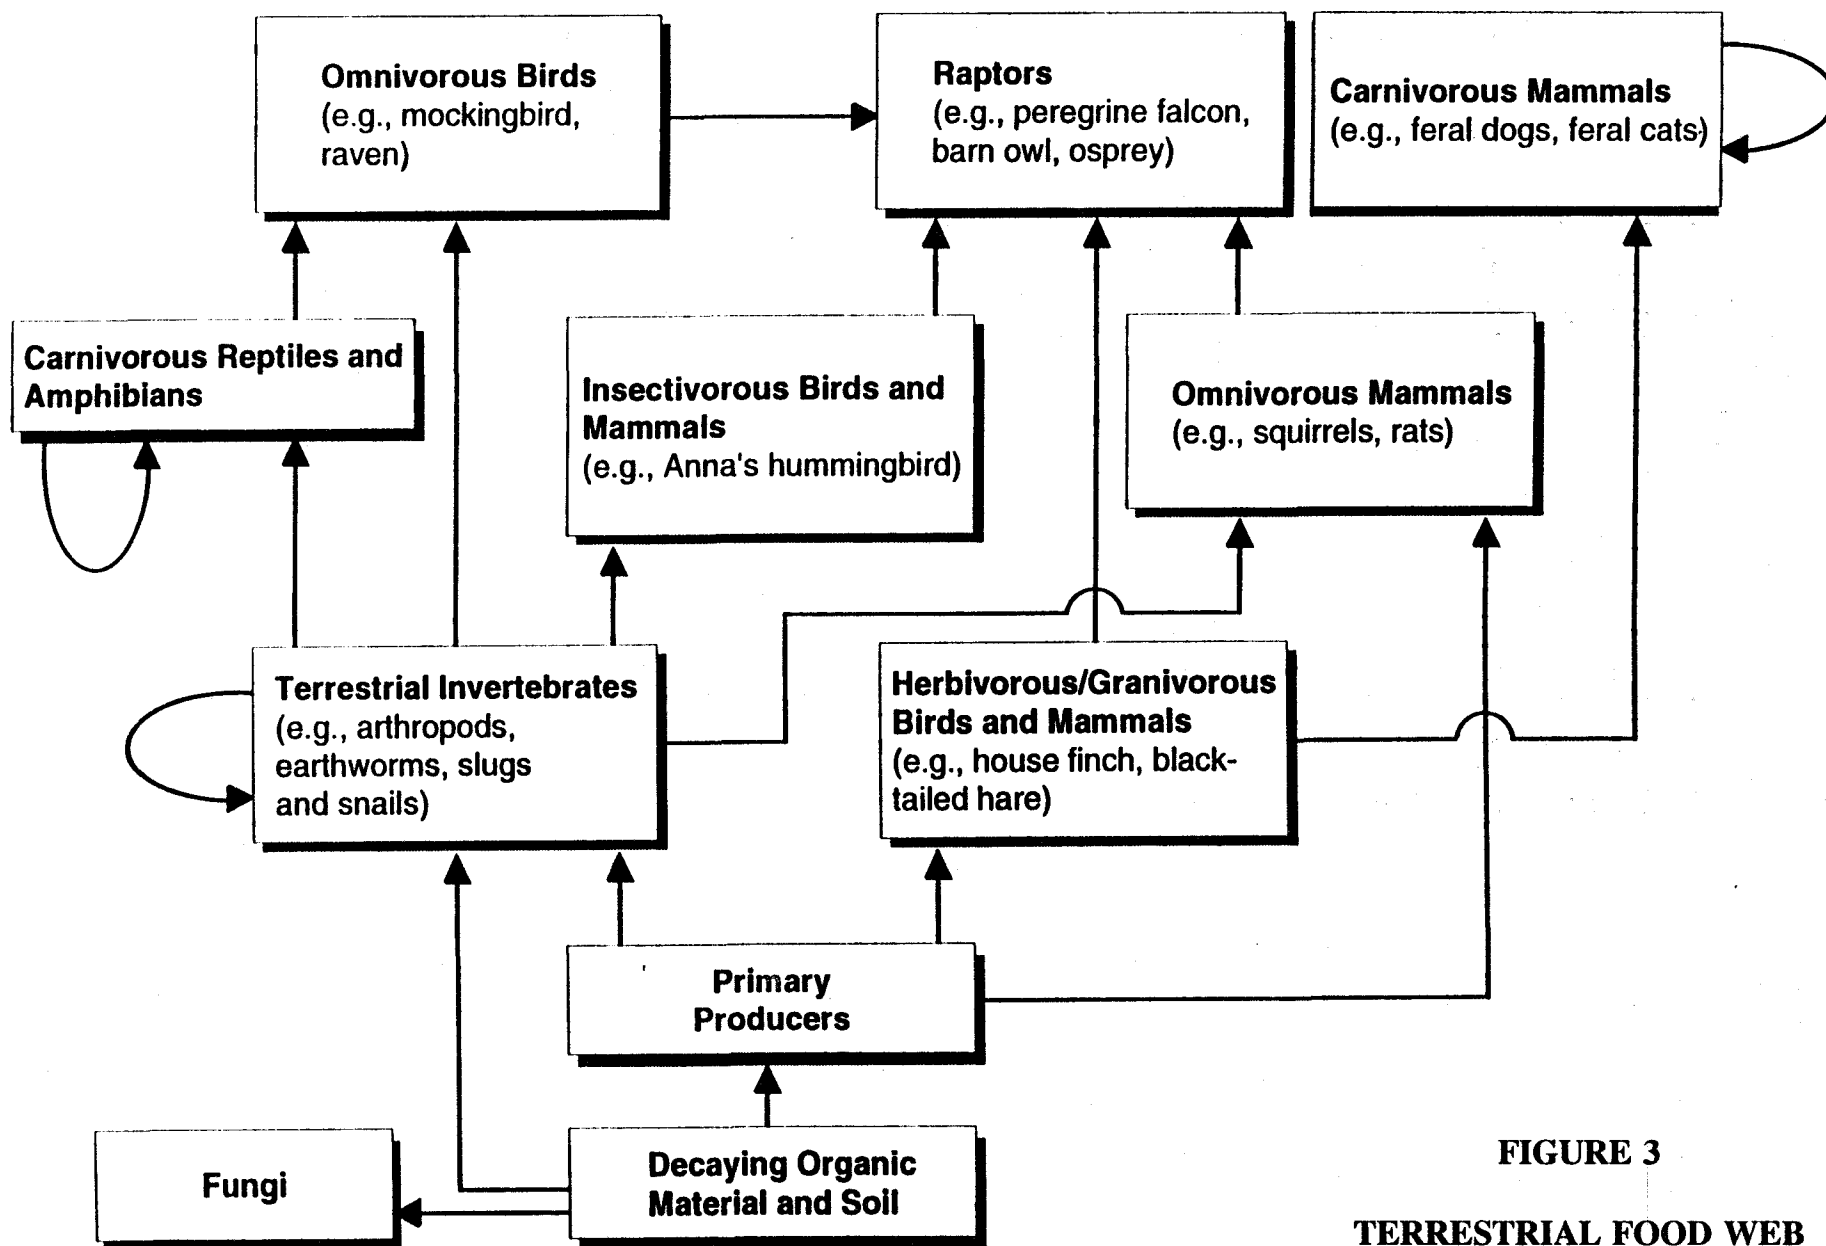 Omnivorous Birds
(e.g., mockingbird,
raven)
Raptors
(e.g., peregrine falcon,
barn owl, osprey)
Carnivorous Mammals
(e.g., feral dogs, feral cats)
Carnivorous Reptiles and
Amphibians
Insectivorous Birds and
Mammals
(e.g., Anna's hummingbird)
Omnivorous Mammals
(e.g., squirrels, rats)
Terrestrial Invertebrates
(e.g., arthropods,
earthworms, slugs
and snails)
Herbivorous/Granivorous
Birds and Mammals
(e.g., house finch, black-
tailed hare)
Primary
Producers
Fungi
Decaying Organic
Material and Soil
FIGURE 3
TERRESTRIAL FOOD WEB